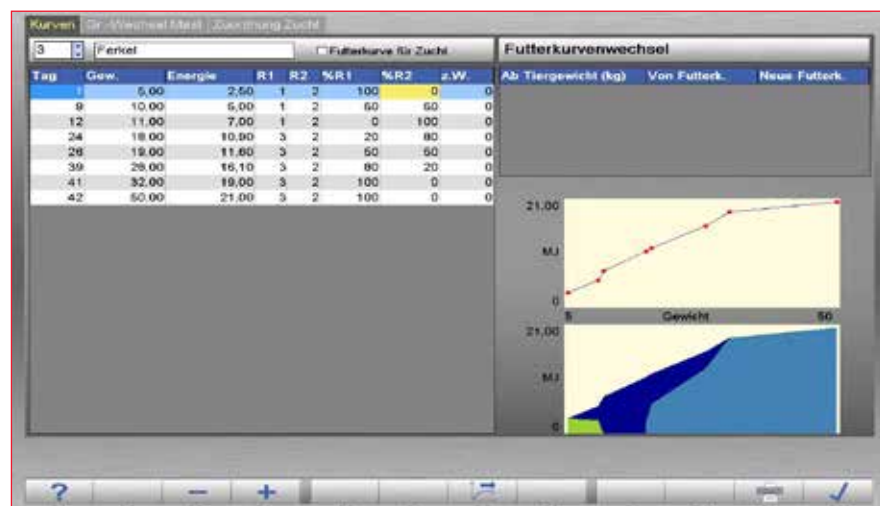 Kurven Gr.-Wechsel Mast Zuordnung Zucht
3 Ferkel Futterkurve für Zucht Futterkurvenwechsel
Tag Gew. Energie R1 R2 %R1 %R2 z.W. Ab Tiergewicht (kg) Von Futterk. Neue Futterk.
1 5,00 2,50 1 2 100 0 0
9 10,00 5,00 1 2 50 50 0
12 11,00 7,00 1 2 0 100 0
24 18,00 10,90 3 2 20 80 0
26 19,00 11,60 3 2 50 50 0
39 28,00 16,10 3 2 80 20 0
41 32,00 19,00 3 2 100 0 0
42 50,00 21,00 3 2 100 0 0
21,00
MJ
0
5 Gewicht 50
21,00
MJ
0
?